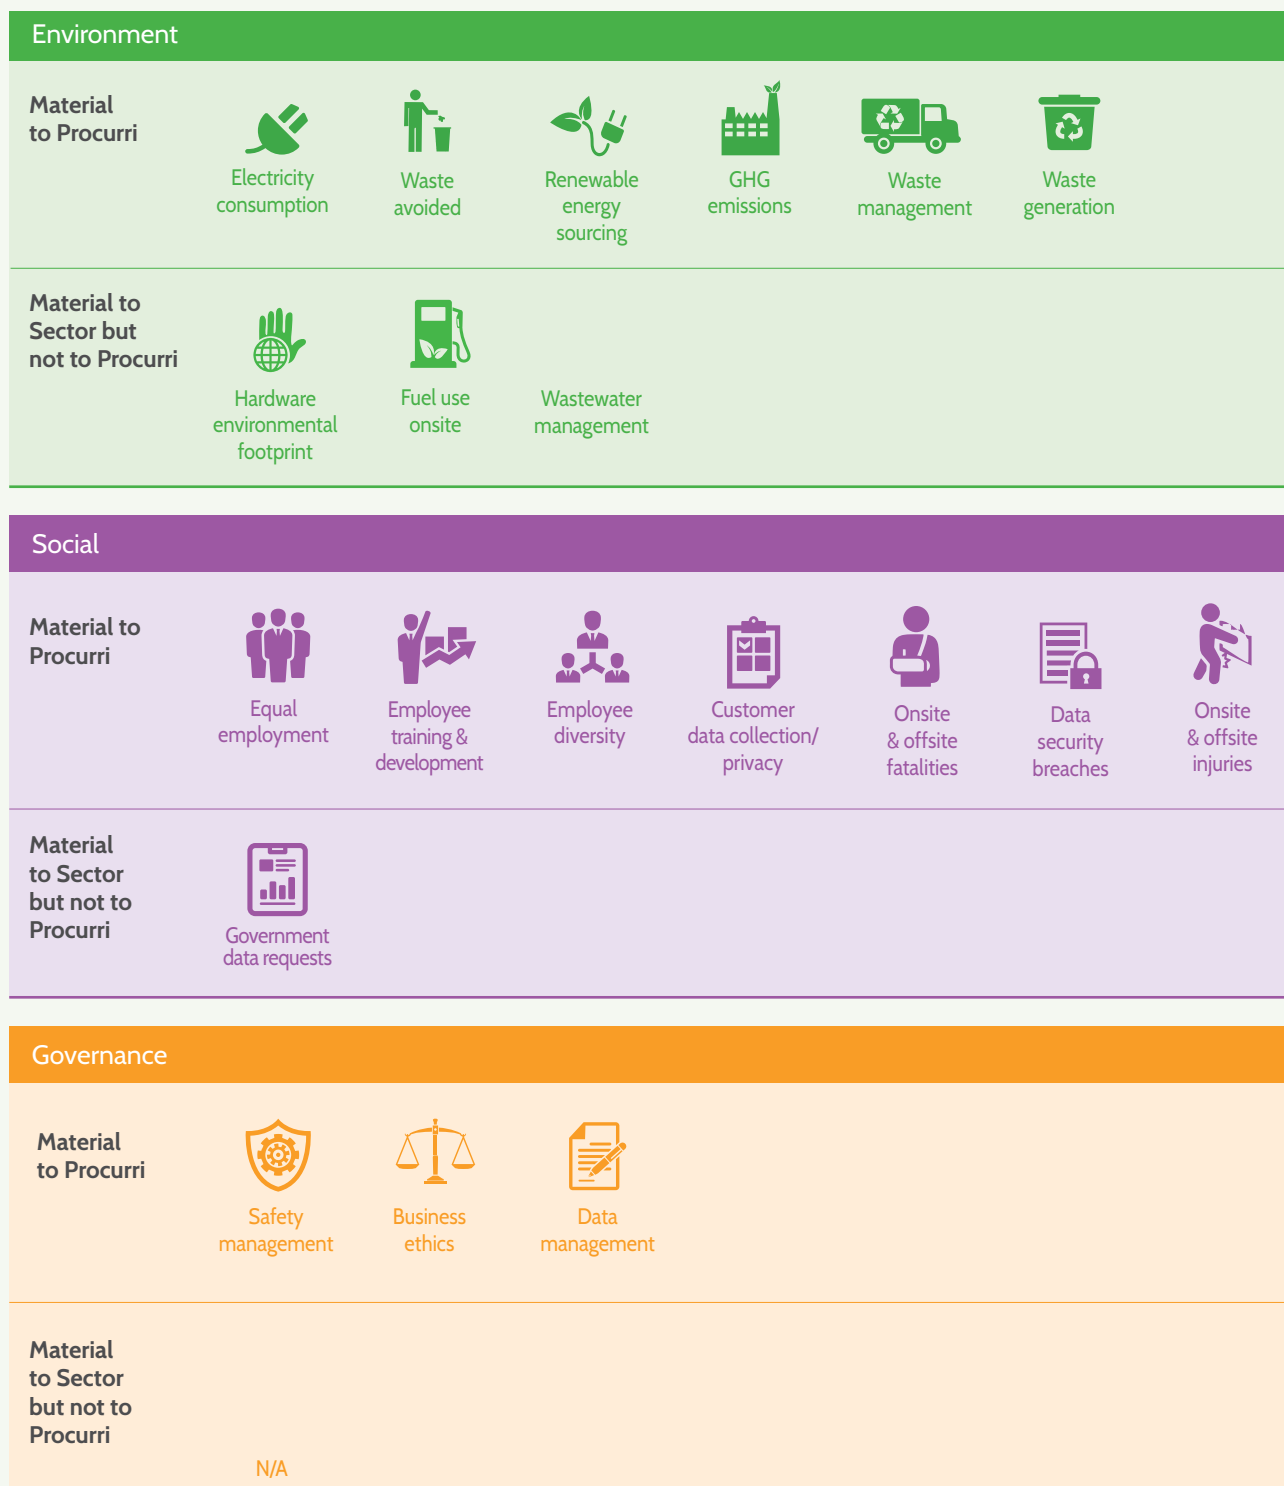 Environment
Material
to Procurri
Electricity
consumption
Waste
avoided
Renewable
energy
sourcing
GHG
emissions
Waste
management
Waste
generation
Material to
Sector but
not to Procurri
Hardware
environmental
footprint
Fuel use
onsite
Wastewater
management
Social
Material to
Procurri
Equal
employment
Employee
training &
development
Employee
diversity
Customer
data collection/
privacy
Onsite
& offsite
fatalities
Data
security
breaches
Onsite
& offsite
injuries
Material
to Sector
but not to
Procurri
Government
data requests
Governance
Material
to Procurri
Safety
management
Business
ethics
Data
management
Material
to Sector
but not to
Procurri
N/A